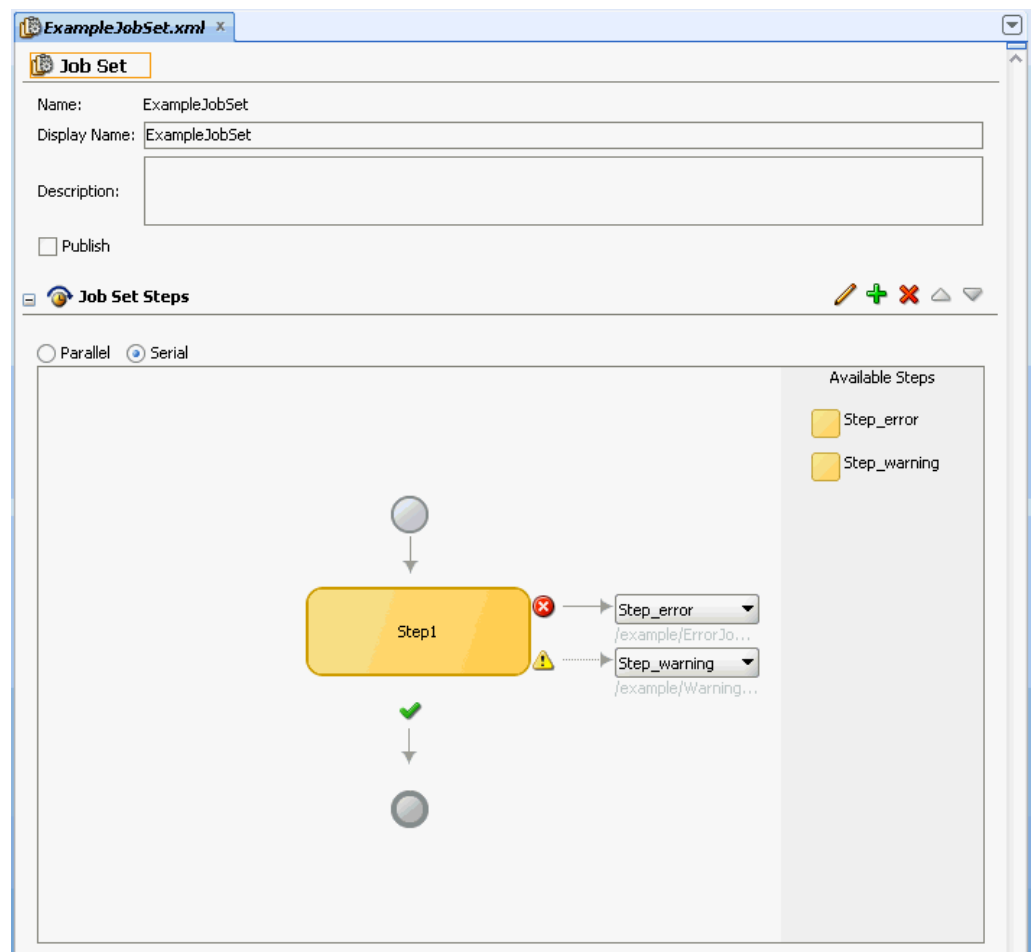 ExampleJobSet.xml
Job Set
Name: ExampleJobSet
Display Name: ExampleJobSet
Description:
Publish
Job Set Steps
Parallel Serial
Available Steps
Step_error
Step_warning
Step1
Step_error
/example/ErrorJo...
Step_warning
/example/Warning...